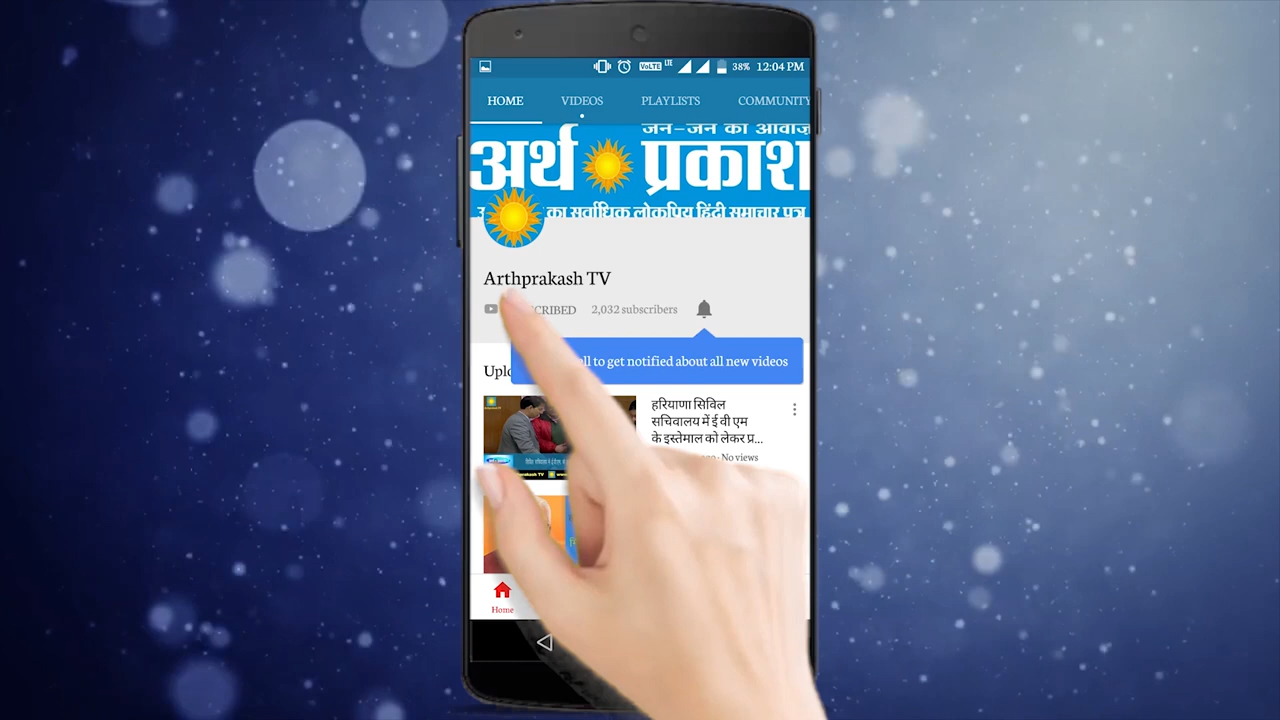 VoLTE LTE 38% 12:04 PM
HOME VIDEOS PLAYLISTS COMMUNITY
जन-जन की आवाज़
अर्थ प्रकाश
का सर्वाधिक लोकप्रिय हिंदी समाचार पत्र
Arthprakash TV
2,032 subscribers
to get notified about all new videos
हरियाणा सिविल
सचिवालय में ई वी एम
के इस्तेमाल को लेकर प्र...
No views
Home